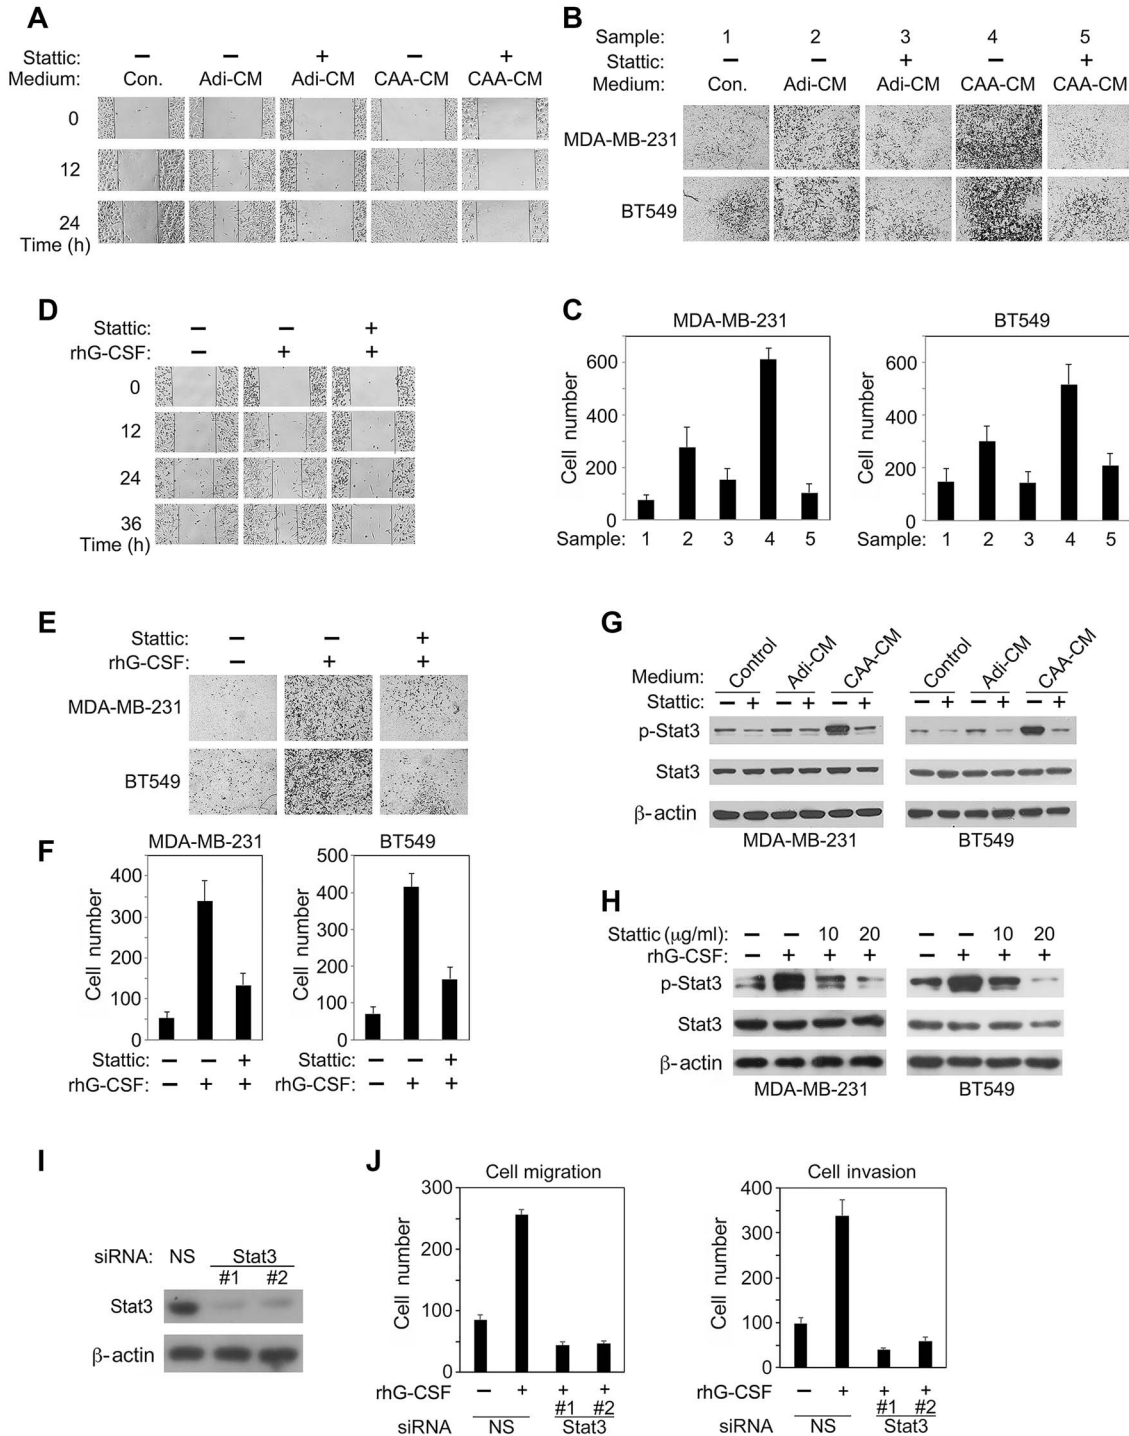 A
Stattic: – – + – +
Medium: Con. Adi-CM Adi-CM CAA-CM CAA-CM
0
12
24
Time (h)
B
Sample: 1 2 3 4 5
Stattic: – – + – +
Medium: Con. Adi-CM Adi-CM CAA-CM CAA-CM
MDA-MB-231
BT549
D
Stattic: – – +
rhG-CSF: – + +
0
12
24
36
Time (h)
C
MDA-MB-231
Cell number
600
400
200
0
Sample: 1 2 3 4 5
BT549
Cell number
600
400
200
0
Sample: 1 2 3 4 5
E
Stattic: – – +
rhG-CSF: – + +
MDA-MB-231
BT549
F
MDA-MB-231
Cell number
400
300
200
100
0
Stattic: – – +
rhG-CSF: – + +
BT549
Cell number
500
400
300
200
100
0
Stattic: – – +
rhG-CSF: – + +
G
Medium: Control Adi-CM CAA-CM Control Adi-CM CAA-CM
Stattic: – + – + – + – + – + – +
p-Stat3
Stat3
β-actin
MDA-MB-231 BT549
H
Stattic (μg/ml): – – 10 20 – – 10 20
rhG-CSF: – + + + – + + +
p-Stat3
Stat3
β-actin
MDA-MB-231 BT549
I
siRNA: NS Stat3
#1 #2
Stat3
β-actin
J
Cell migration
Cell number
300
200
100
0
rhG-CSF – + + +
#1 #2
siRNA NS Stat3
Cell invasion
Cell number
400
300
200
100
0
rhG-CSF – + + +
#1 #2
siRNA NS Stat3